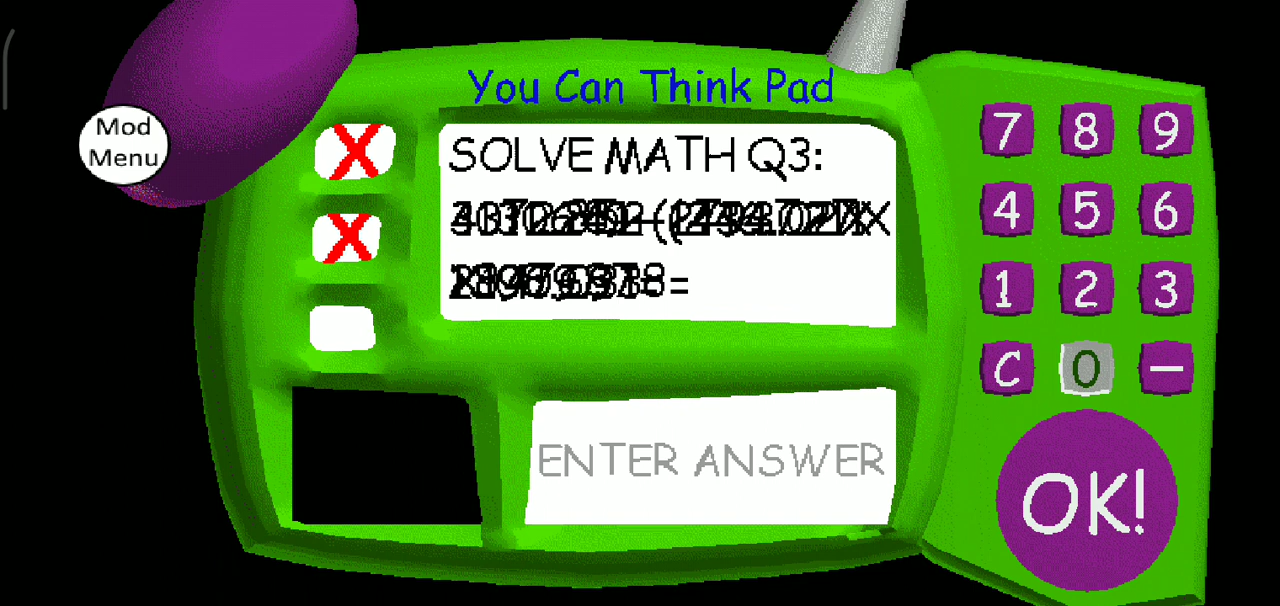 You Can Think Pad
Mod
Menu
SOLVE MATH Q3:
=
ENTER ANSWER
7 8 9
4 5 6
1 2 3
C 0 —
OK!